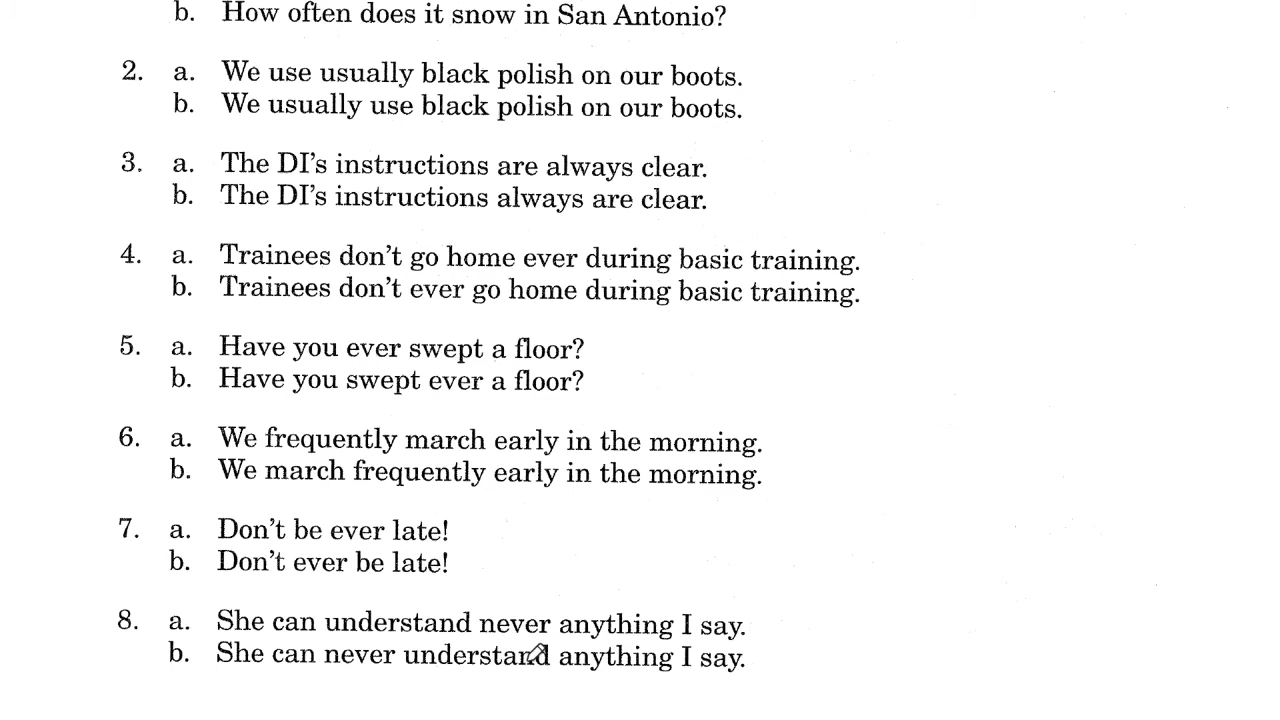 b. How often does it snow in San Antonio?
2. a. We use usually black polish on our boots.
b. We usually use black polish on our boots.
3. a. The DI's instructions are always clear.
b. The DI's instructions always are clear.
4. a. Trainees don't go home ever during basic training.
b. Trainees don't ever go home during basic training.
5. a. Have you ever swept a floor?
b. Have you swept ever a floor?
6. a. We frequently march early in the morning.
b. We march frequently early in the morning.
7. a. Don't be ever late!
b. Don't ever be late!
8. a. She can understand never anything I say.
b. She can never understand anything I say.